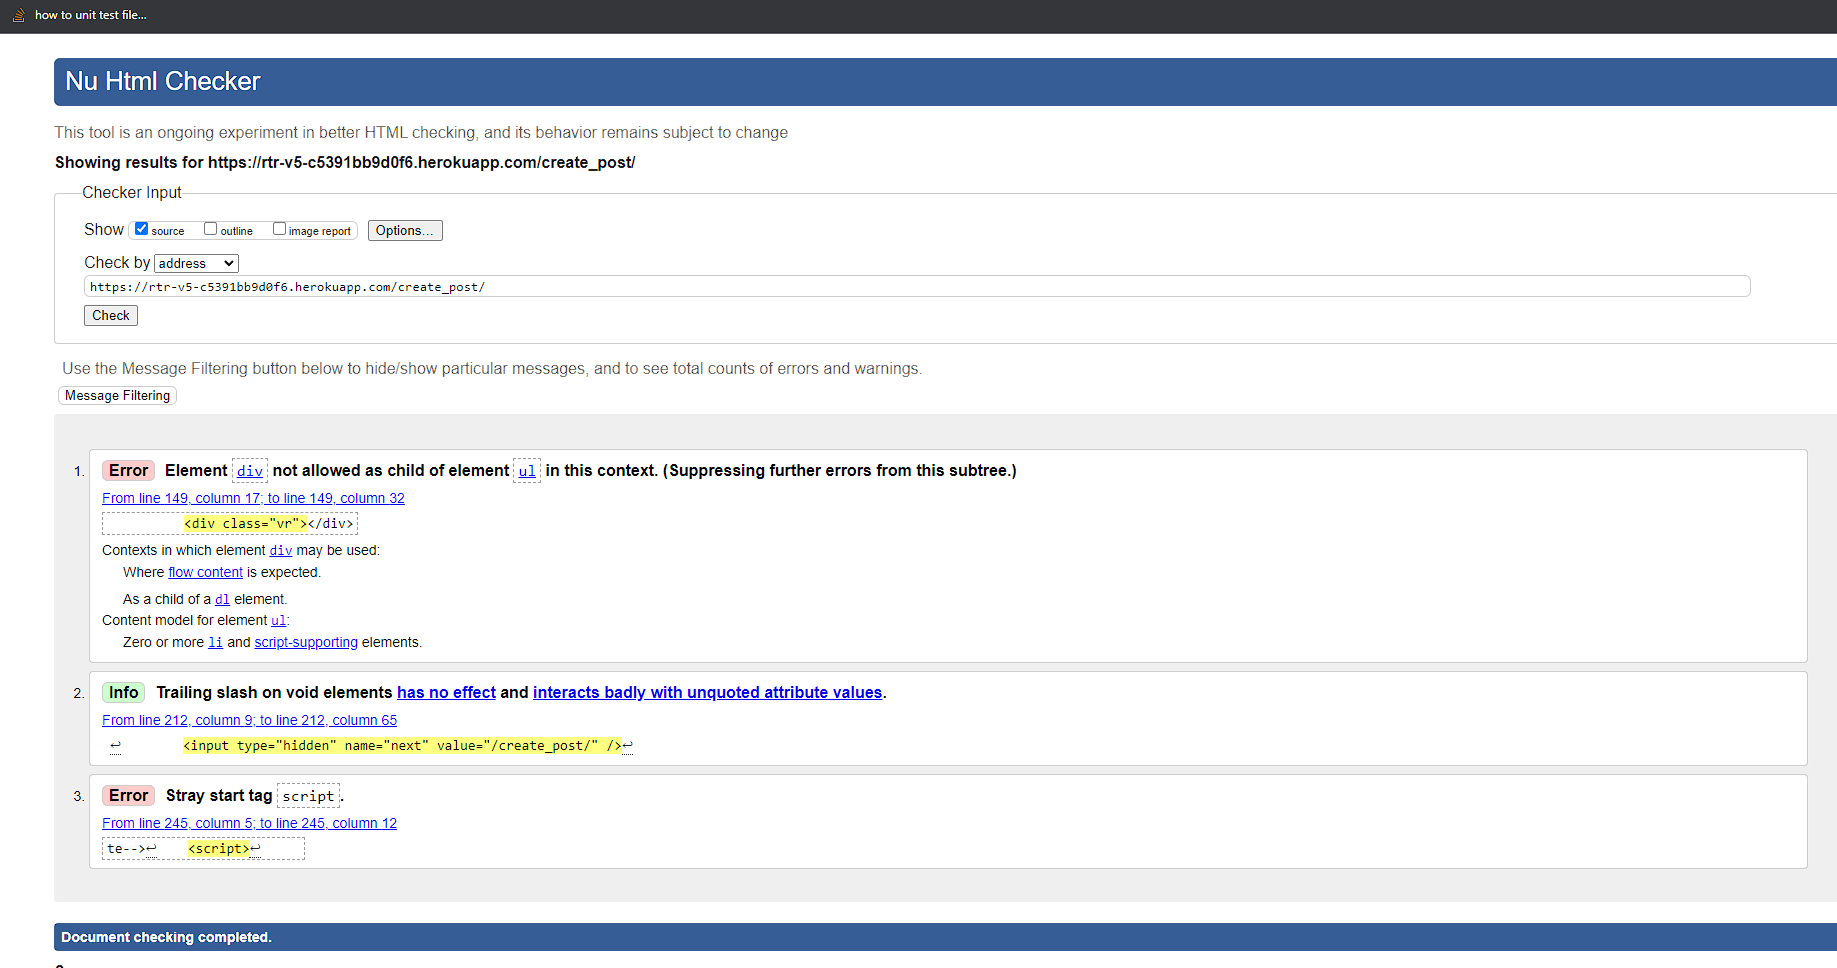 how to unit test file...
Nu Html Checker
This tool is an ongoing experiment in better HTML checking, and its behavior remains subject to change
Showing results for https://rtr-v5-c5391bb9d0f6.herokuapp.com/create_post/
Checker Input
Show source outline image report Options...
Check by address
https://rtr-v5-c5391bb9d0f6.herokuapp.com/create_post/
Check
Use the Message Filtering button below to hide/show particular messages, and to see total counts of errors and warnings.
Message Filtering
1. Error Element div not allowed as child of element ul in this context. (Suppressing further errors from this subtree.)
From line 149, column 17; to line 149, column 32
<div class="vr"></div>
Contexts in which element div may be used:
Where flow content is expected.
As a child of a dl element.
Content model for element ul:
Zero or more li and script-supporting elements.
2. Info Trailing slash on void elements has no effect and interacts badly with unquoted attribute values.
From line 212, column 9; to line 212, column 65
↩ <input type="hidden" name="next" value="/create_post/" />↩
3. Error Stray start tag script.
From line 245, column 5; to line 245, column 12
te-->↩ <script>↩
Document checking completed.